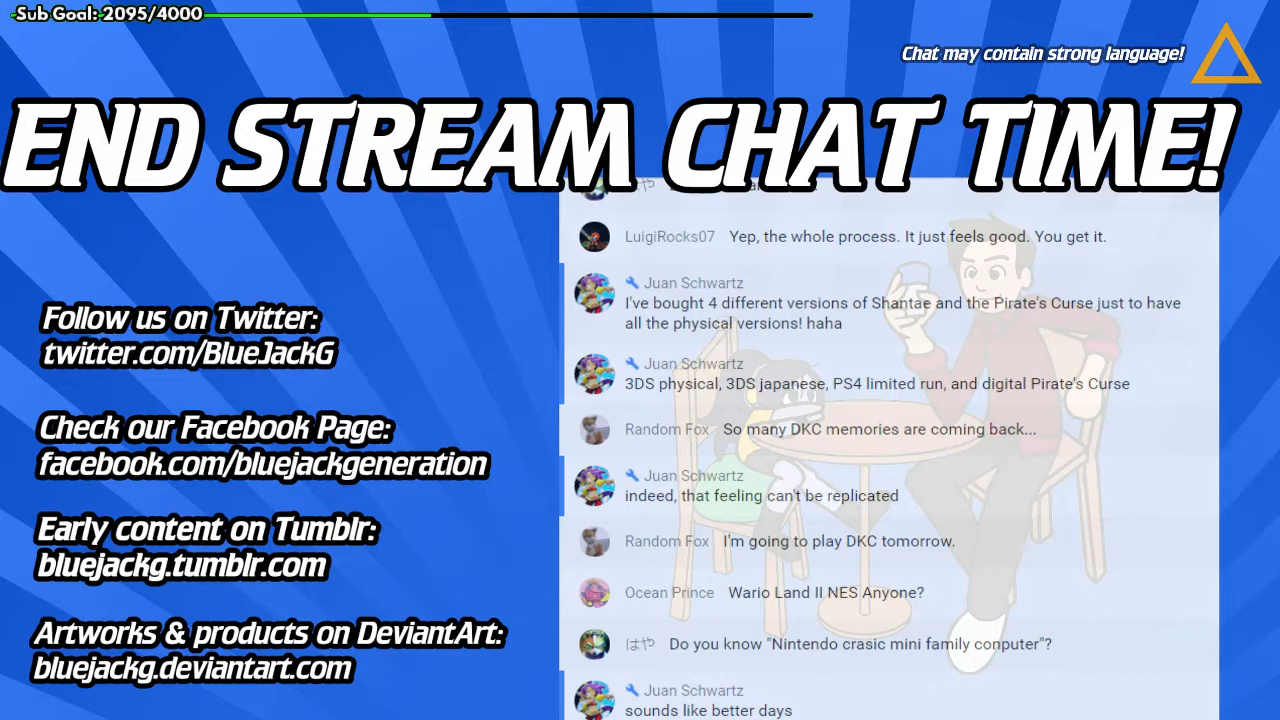 Sub Goal: 2095/4000
Chat may contain strong language!
END STREAM CHAT TIME!
Follow us on Twitter:
twitter.com/BlueJackG
Check our Facebook Page:
facebook.com/bluejackgeneration
Early content on Tumblr:
bluejackg.tumblr.com
Artworks & products on DeviantArt:
bluejackg.deviantart.com
はや
LuigiRocks07 Yep, the whole process. It just feels good. You get it.
Juan Schwartz
I've bought 4 different versions of Shantae and the Pirate's Curse just to have
all the physical versions! haha
Juan Schwartz
3DS physical, 3DS japanese, PS4 limited run, and digital Pirate's Curse
Random Fox So many DKC memories are coming back...
Juan Schwartz
indeed, that feeling can't be replicated
Random Fox I'm going to play DKC tomorrow.
Ocean Prince Wario Land II NES Anyone?
はや Do you know "Nintendo crasic mini family conputer"?
Juan Schwartz
sounds like better days